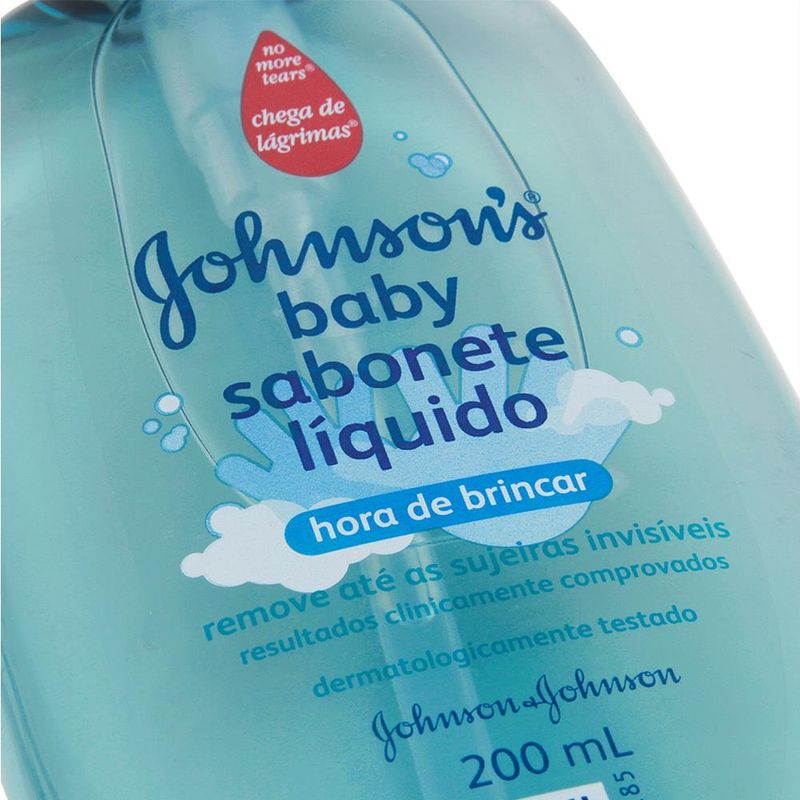 no
more
tears®
chega de
lágrimas®
Johnson's®
baby
sabonete
líquido
hora de brincar
remove até as sujeiras invisíveis
resultados clinicamente comprovados
dermatologicamente testado
Johnson & Johnson
200 mL